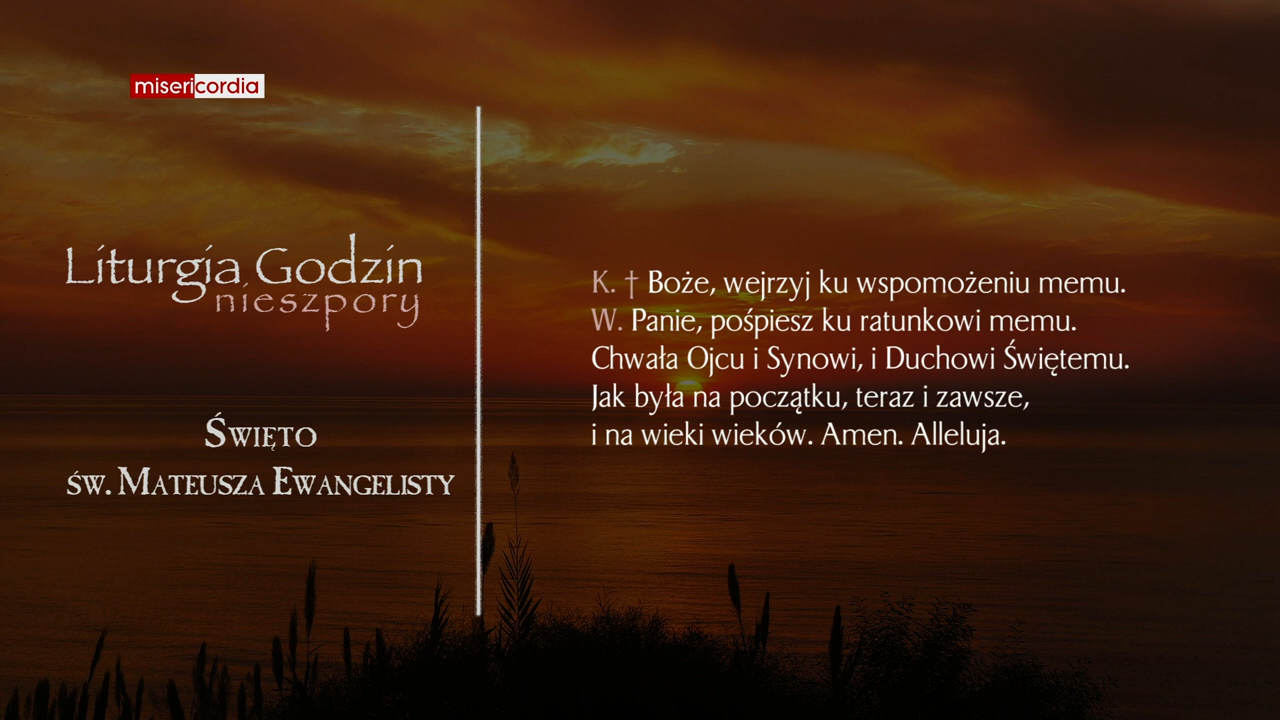 misericordia
Liturgia Godzin
nieszpory
Święto
św. Mateusza Ewangelisty
K. † Boże, wejrzyj ku wspomożeniu memu.
W. Panie, pośpiesz ku ratunkowi memu.
Chwała Ojcu i Synowi, i Duchowi Świętemu.
Jak była na początku, teraz i zawsze,
i na wieki wieków. Amen. Alleluja.